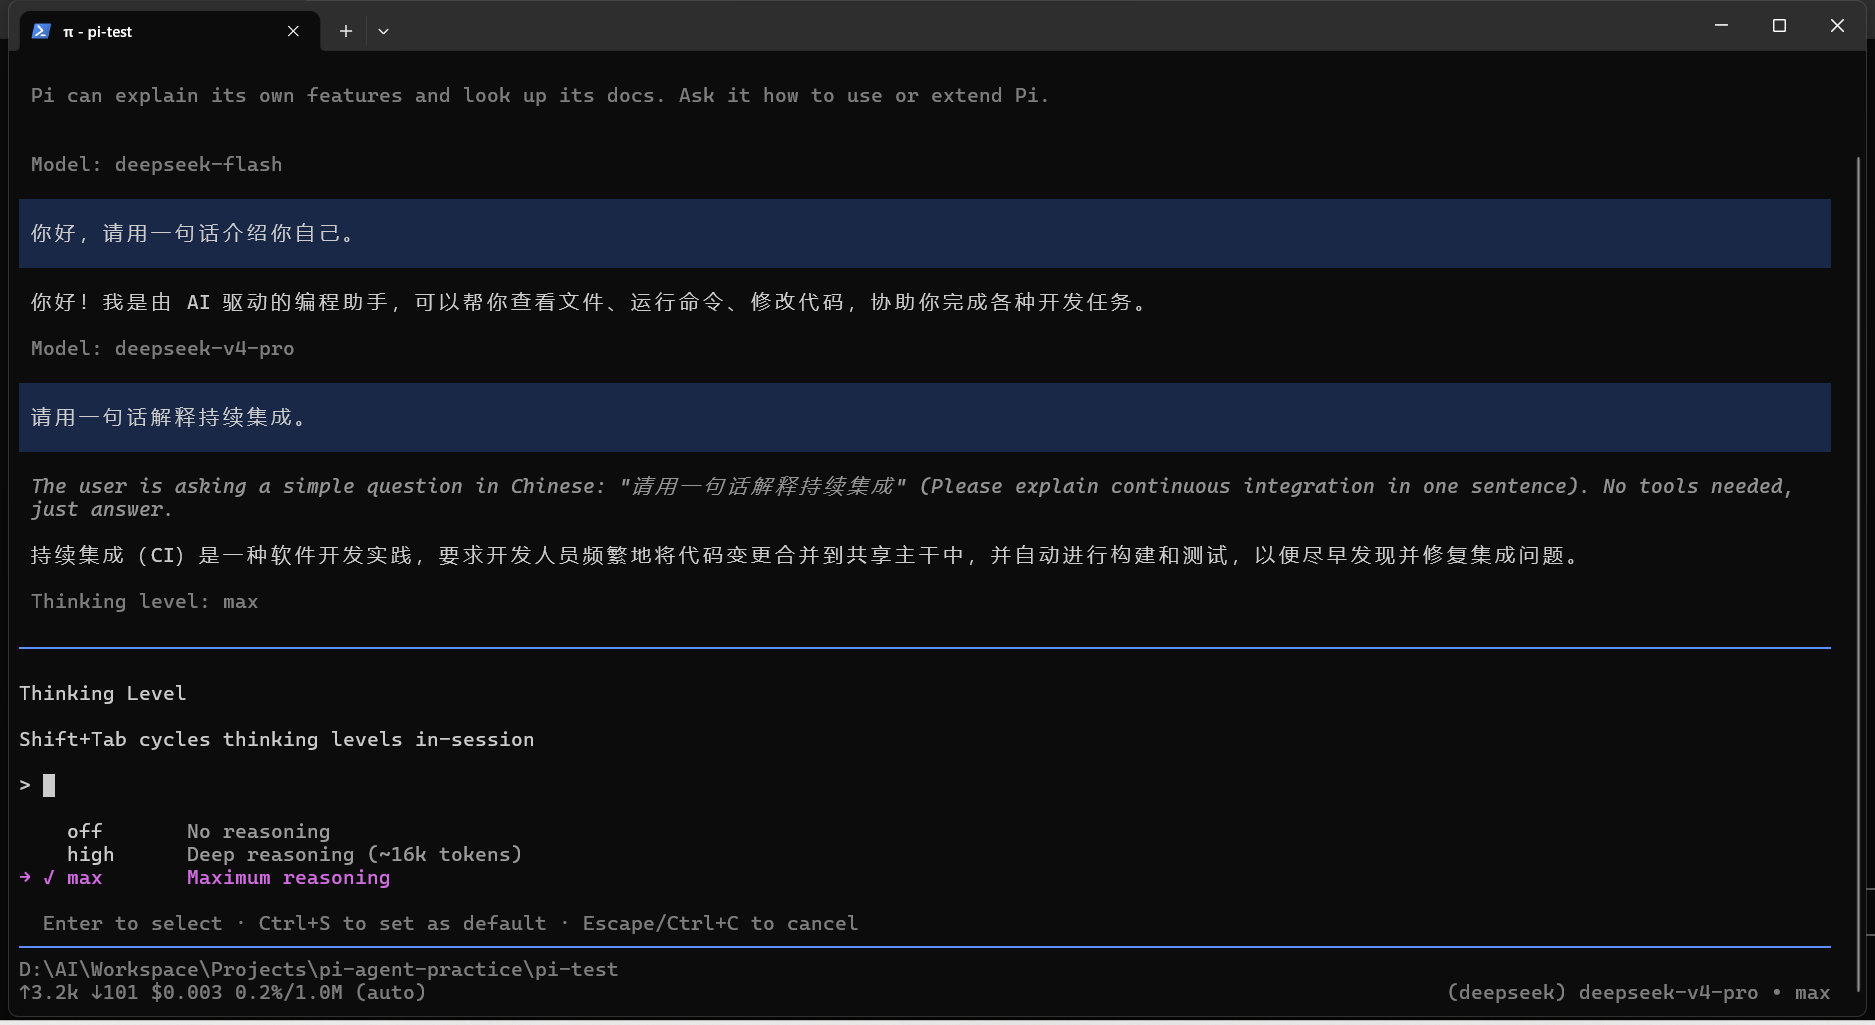 π - pi-test
Pi can explain its own features and look up its docs. Ask it how to use or extend Pi.
Model: deepseek-flash
你好，请用一句话介绍你自己。
你好！我是由 AI 驱动的编程助手，可以帮你查看文件、运行命令、修改代码，协助你完成各种开发任务。
Model: deepseek-v4-pro
请用一句话解释持续集成。
The user is asking a simple question in Chinese: "请用一句话解释持续集成" (Please explain continuous integration in one sentence). No tools needed,
just answer.
持续集成（CI）是一种软件开发实践，要求开发人员频繁地将代码变更合并到共享主干中，并自动进行构建和测试，以便尽早发现并修复集成问题。
Thinking level: max
Thinking Level
Shift+Tab cycles thinking levels in-session
>
off No reasoning
high Deep reasoning (~16k tokens)
→ √ max Maximum reasoning
Enter to select · Ctrl+S to set as default · Escape/Ctrl+C to cancel
D:\AI\Workspace\Projects\pi-agent-practice\pi-test
↑3.2k ↓101 $0.003 0.2%/1.0M (auto) (deepseek) deepseek-v4-pro • max